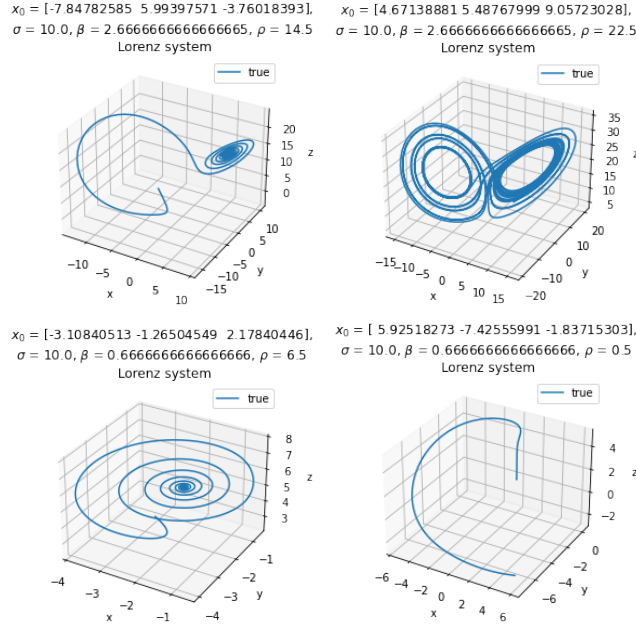 x₀ = [-7.84782585 5.99397571 -3.76018393],
σ = 10.0, β = 2.6666666666666665, ρ = 14.5
Lorenz system
true
20
15
10
5
0
z
-10
-5
0
5
10
x
-15
-10
-5
0
5
10
y
x₀ = [4.67138881 5.48767999 9.05723028],
σ = 10.0, β = 2.6666666666666665, ρ = 22.5
Lorenz system
true
35
30
25
20
15
10
5
z
-15
-10
-5
0
5
10
15
x
-20
-10
0
10
20
y
x₀ = [-3.10840513 -1.26504549 2.17840446],
σ = 10.0, β = 0.6666666666666666, ρ = 6.5
Lorenz system
true
8
7
6
5
4
3
z
-4
-3
-2
-1
x
-4
-3
-2
-1
y
x₀ = [ 5.92518273 -7.42555991 -1.83715303],
σ = 10.0, β = 0.6666666666666666, ρ = 0.5
Lorenz system
true
4
2
0
-2
z
-6
-4
-2
0
2
4
6
x
-6
-4
-2
0
y